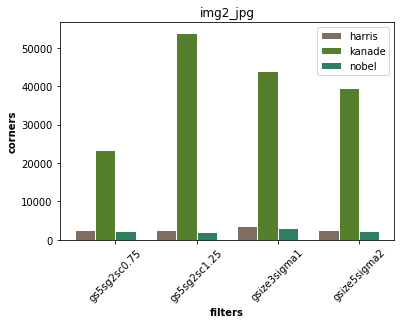 img2_jpg
harris
kanade
nobel
corners
50000
40000
30000
20000
10000
0
gs5sg2sc0.75
gs5sg2sc1.25
gsize3sigma1
gsize5sigma2
filters